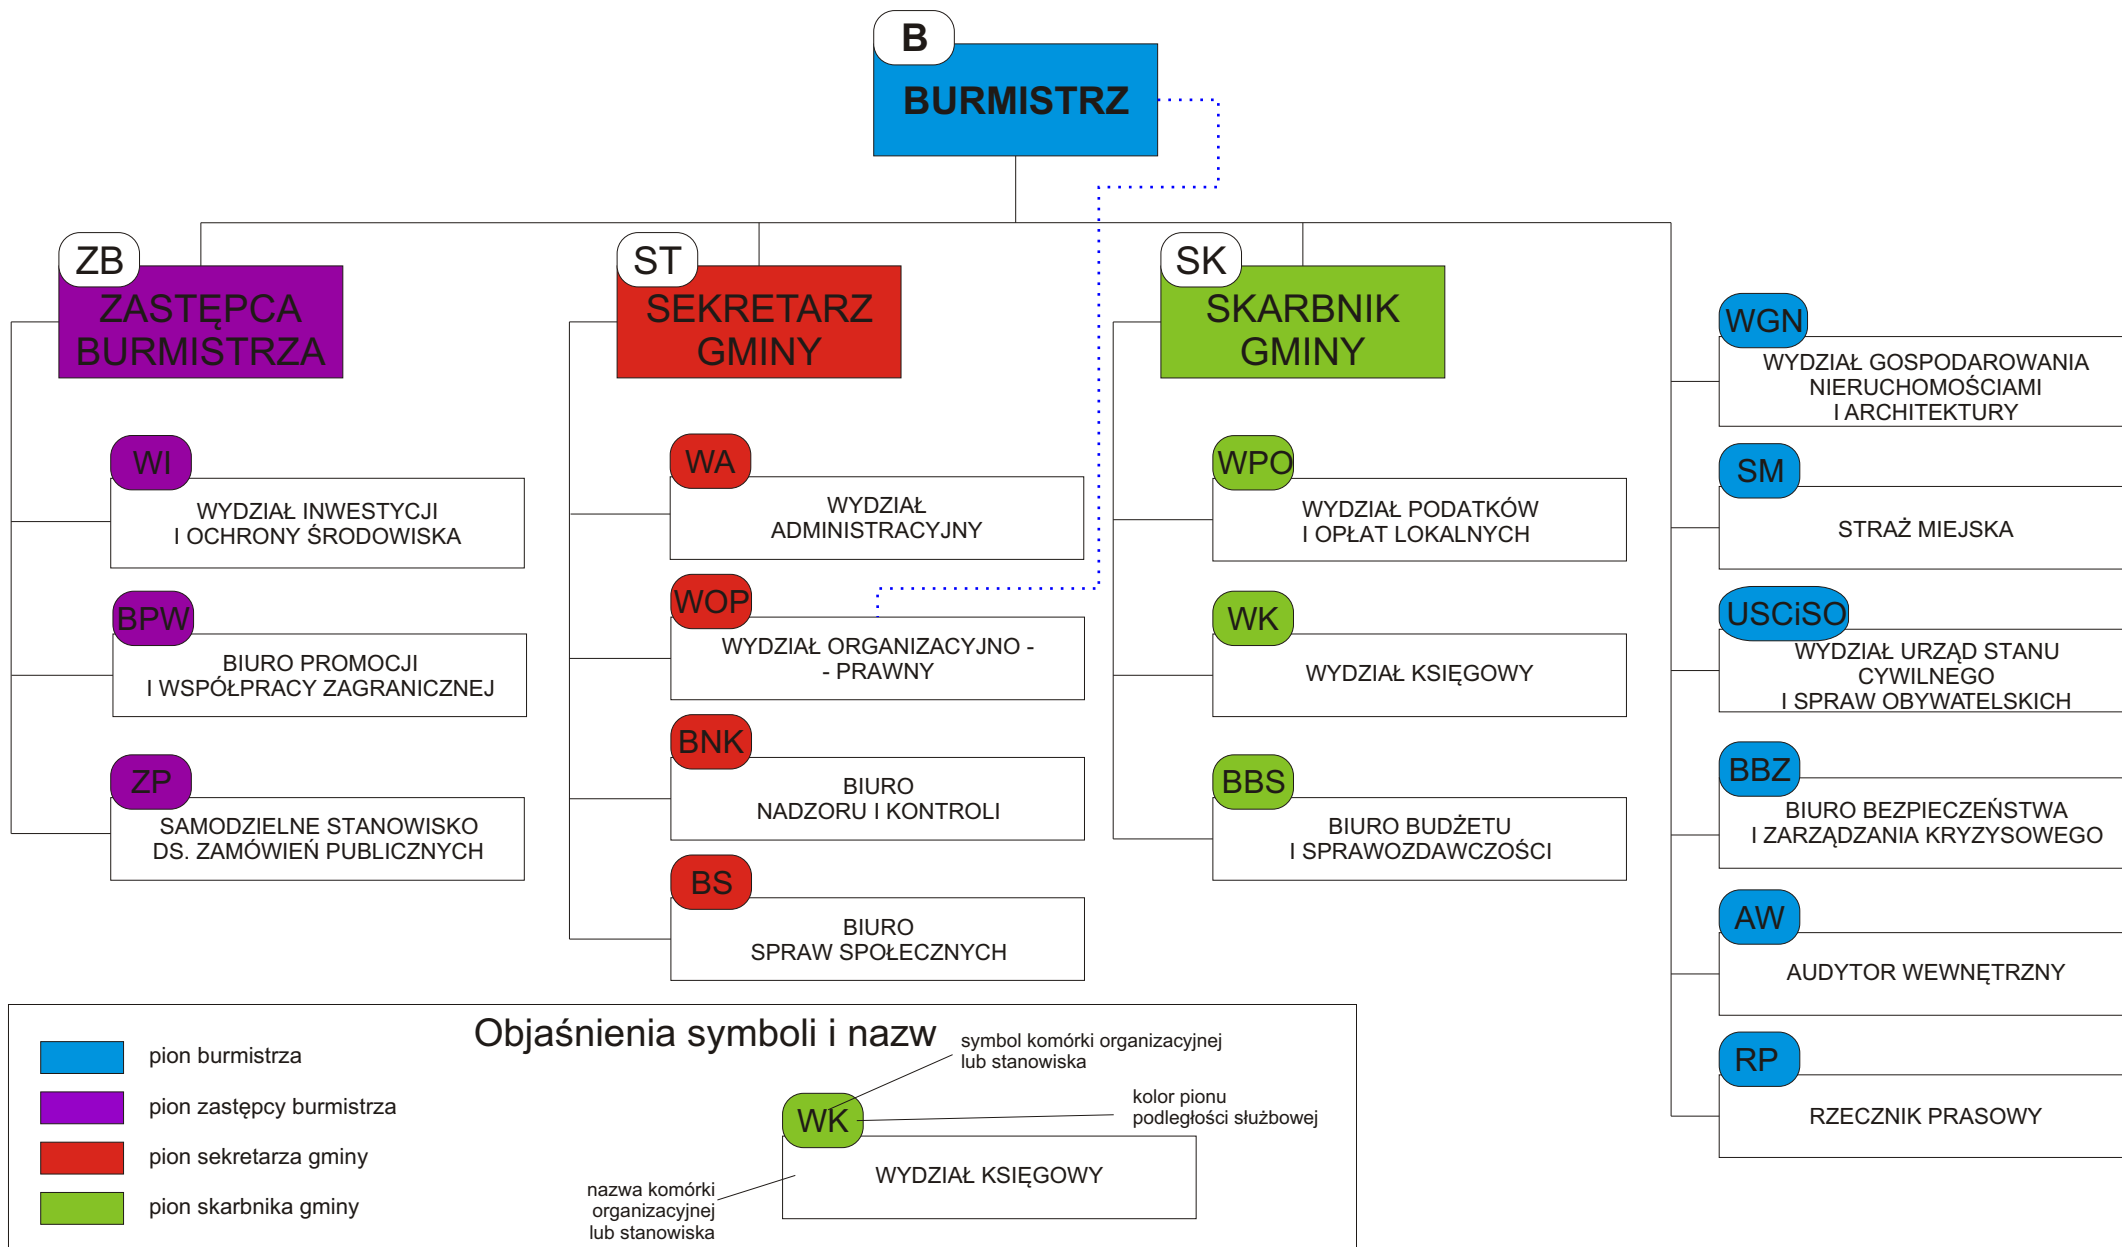 B
BURMISTRZ
ZB
ZASTĘPCA
BURMISTRZA
WI
WYDZIAŁ INWESTYCJI
I OCHRONY ŚRODOWISKA
BPW
BIURO PROMOCJI
I WSPÓŁPRACY ZAGRANICZNEJ
ZP
SAMODZIELNE STANOWISKO
DS. ZAMÓWIEŃ PUBLICZNYCH
ST
SEKRETARZ
GMINY
WA
WYDZIAŁ
ADMINISTRACYJNY
WOP
WYDZIAŁ ORGANIZACYJNO -
- PRAWNY
BNK
BIURO
NADZORU I KONTROLI
BS
BIURO
SPRAW SPOŁECZNYCH
SK
SKARBNIK
GMINY
WPO
WYDZIAŁ PODATKÓW
I OPŁAT LOKALNYCH
WK
WYDZIAŁ KSIĘGOWY
BBS
BIURO BUDŻETU
I SPRAWOZDAWCZOŚCI
WGN
WYDZIAŁ GOSPODAROWANIA
NIERUCHOMOŚCIAMI
I ARCHITEKTURY
SM
STRAŻ MIEJSKA
USCiSO
WYDZIAŁ URZĄD STANU
CYWILNEGO
I SPRAW OBYWATELSKICH
BBZ
BIURO BEZPIECZEŃSTWA
I ZARZĄDZANIA KRYZYSOWEGO
AW
AUDYTOR WEWNĘTRZNY
RP
RZECZNIK PRASOWY
Objaśnienia symboli i nazw
pion burmistrza
pion zastępcy burmistrza
pion sekretarza gminy
pion skarbnika gminy
symbol komórki organizacyjnej
lub stanowiska
kolor pionu
podległości służbowej
WK
WYDZIAŁ KSIĘGOWY
nazwa komórki
organizacyjnej
lub stanowiska